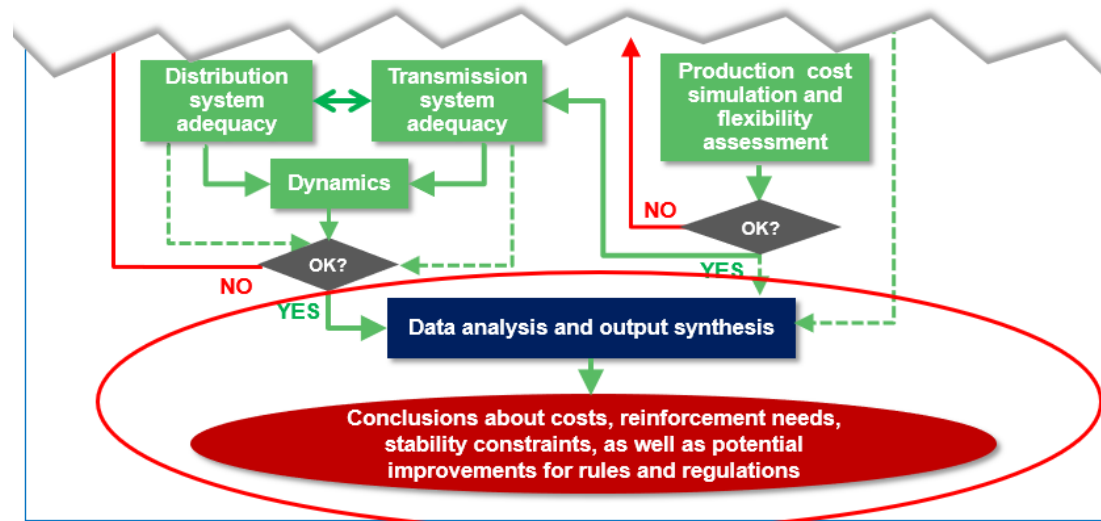 Distribution
system
adequacy
Transmission
system
adequacy
Production cost
simulation and
flexibility
assessment
Dynamics
OK?
NO
YES
OK?
NO
YES
Data analysis and output synthesis
Conclusions about costs, reinforcement needs,
stability constraints, as well as potential
improvements for rules and regulations